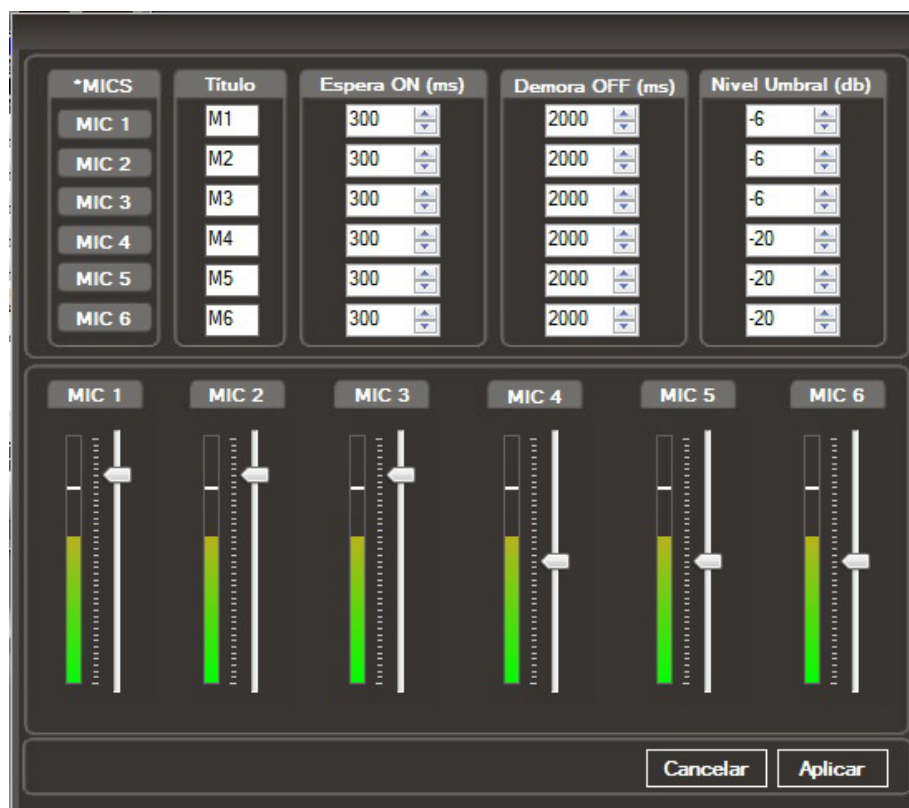 *MICS Título Espera ON (ms) Demora OFF (ms) Nivel Umbral (db)
MIC 1 M1 300 2000 -6
MIC 2 M2 300 2000 -6
MIC 3 M3 300 2000 -6
MIC 4 M4 300 2000 -20
MIC 5 M5 300 2000 -20
MIC 6 M6 300 2000 -20
MIC 1 MIC 2 MIC 3 MIC 4 MIC 5 MIC 6
Cancelar Aplicar